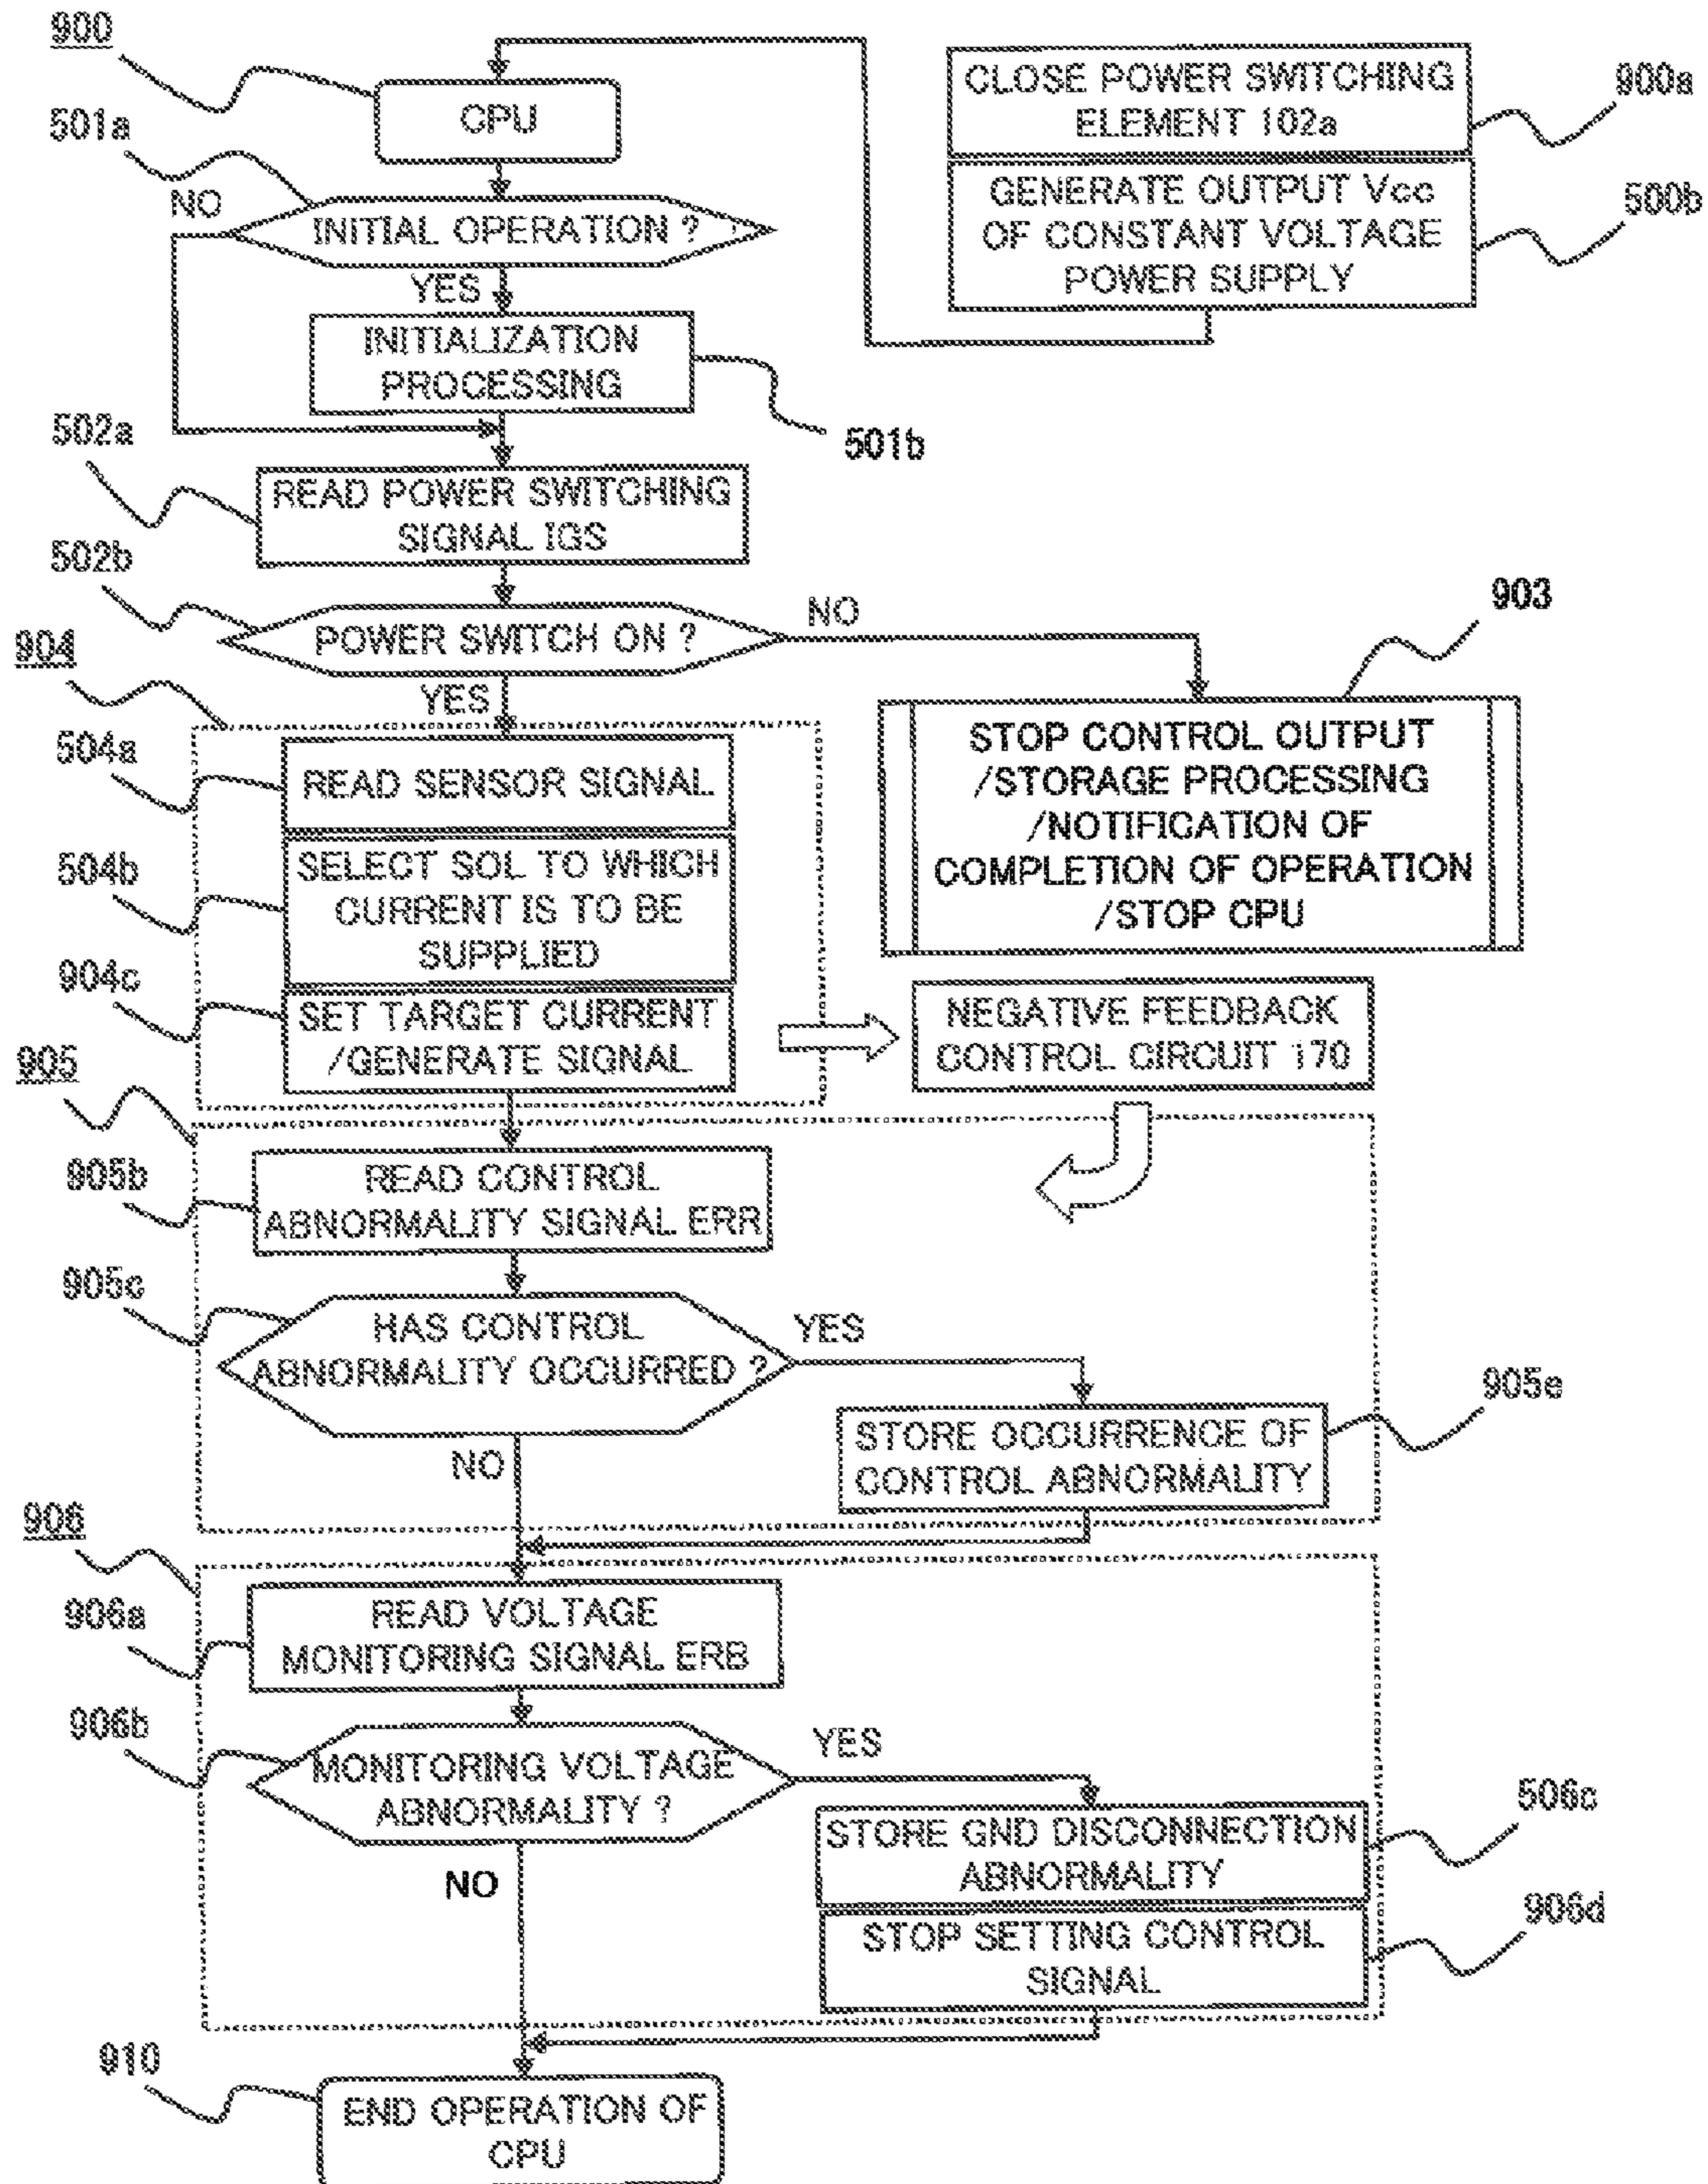 900
CPU
501a
NO
INITIAL OPERATION ?
YES
INITIALIZATION
PROCESSING
501b
CLOSE POWER SWITCHING
ELEMENT 102a
900a
GENERATE OUTPUT Vcc
OF CONSTANT VOLTAGE
POWER SUPPLY
500b
502a
READ POWER SWITCHING
SIGNAL IGS
502b
POWER SWITCH ON ?
NO
YES
903
STOP CONTROL OUTPUT
/STORAGE PROCESSING
/NOTIFICATION OF
COMPLETION OF OPERATION
/STOP CPU
904
504a
READ SENSOR SIGNAL
504b
SELECT SOL TO WHICH
CURRENT IS TO BE
SUPPLIED
904c
SET TARGET CURRENT
/GENERATE SIGNAL
NEGATIVE FEEDBACK
CONTROL CIRCUIT 170
905
905b
READ CONTROL
ABNORMALITY SIGNAL ERR
905c
HAS CONTROL
ABNORMALITY OCCURRED ?
YES
NO
905e
STORE OCCURRENCE OF
CONTROL ABNORMALITY
906
906a
READ VOLTAGE
MONITORING SIGNAL ERB
906b
MONITORING VOLTAGE
ABNORMALITY ?
YES
NO
506c
STORE GND DISCONNECTION
ABNORMALITY
906d
STOP SETTING CONTROL
SIGNAL
910
END OPERATION OF
CPU